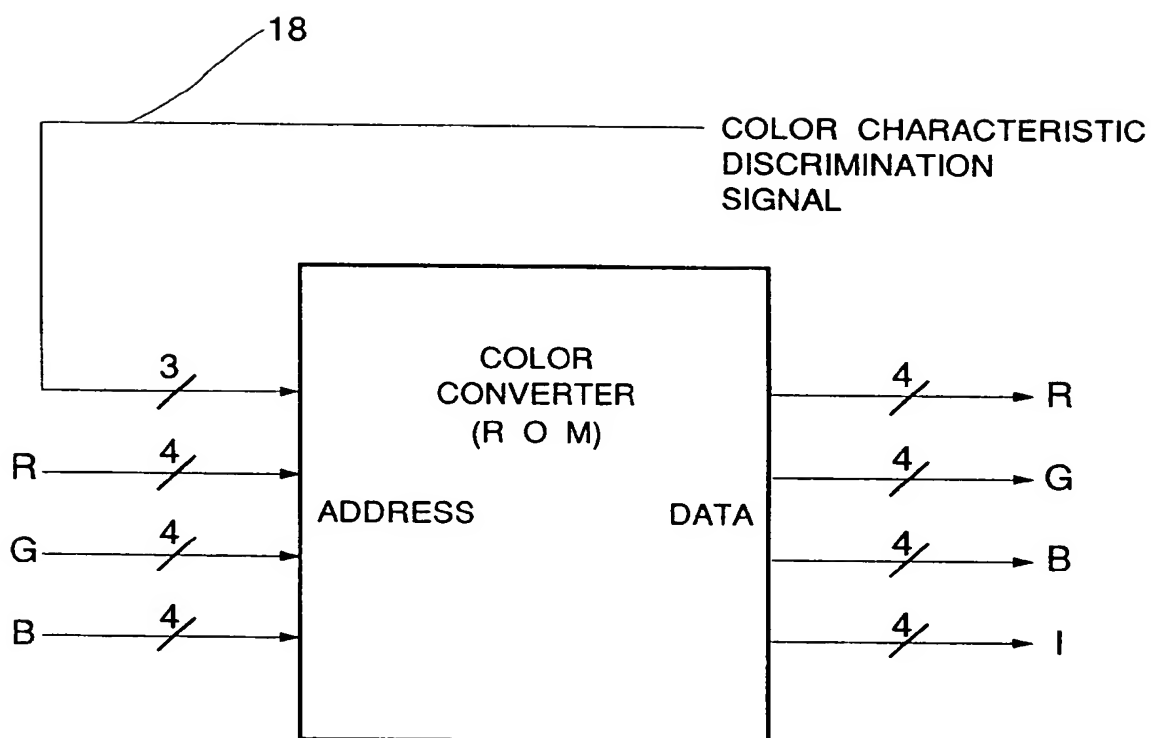 18
COLOR CHARACTERISTIC
DISCRIMINATION
SIGNAL
3
COLOR
CONVERTER
(R O M)
4
R
R
4
4
G
ADDRESS
DATA
G
4
4
B
B
4
4
I